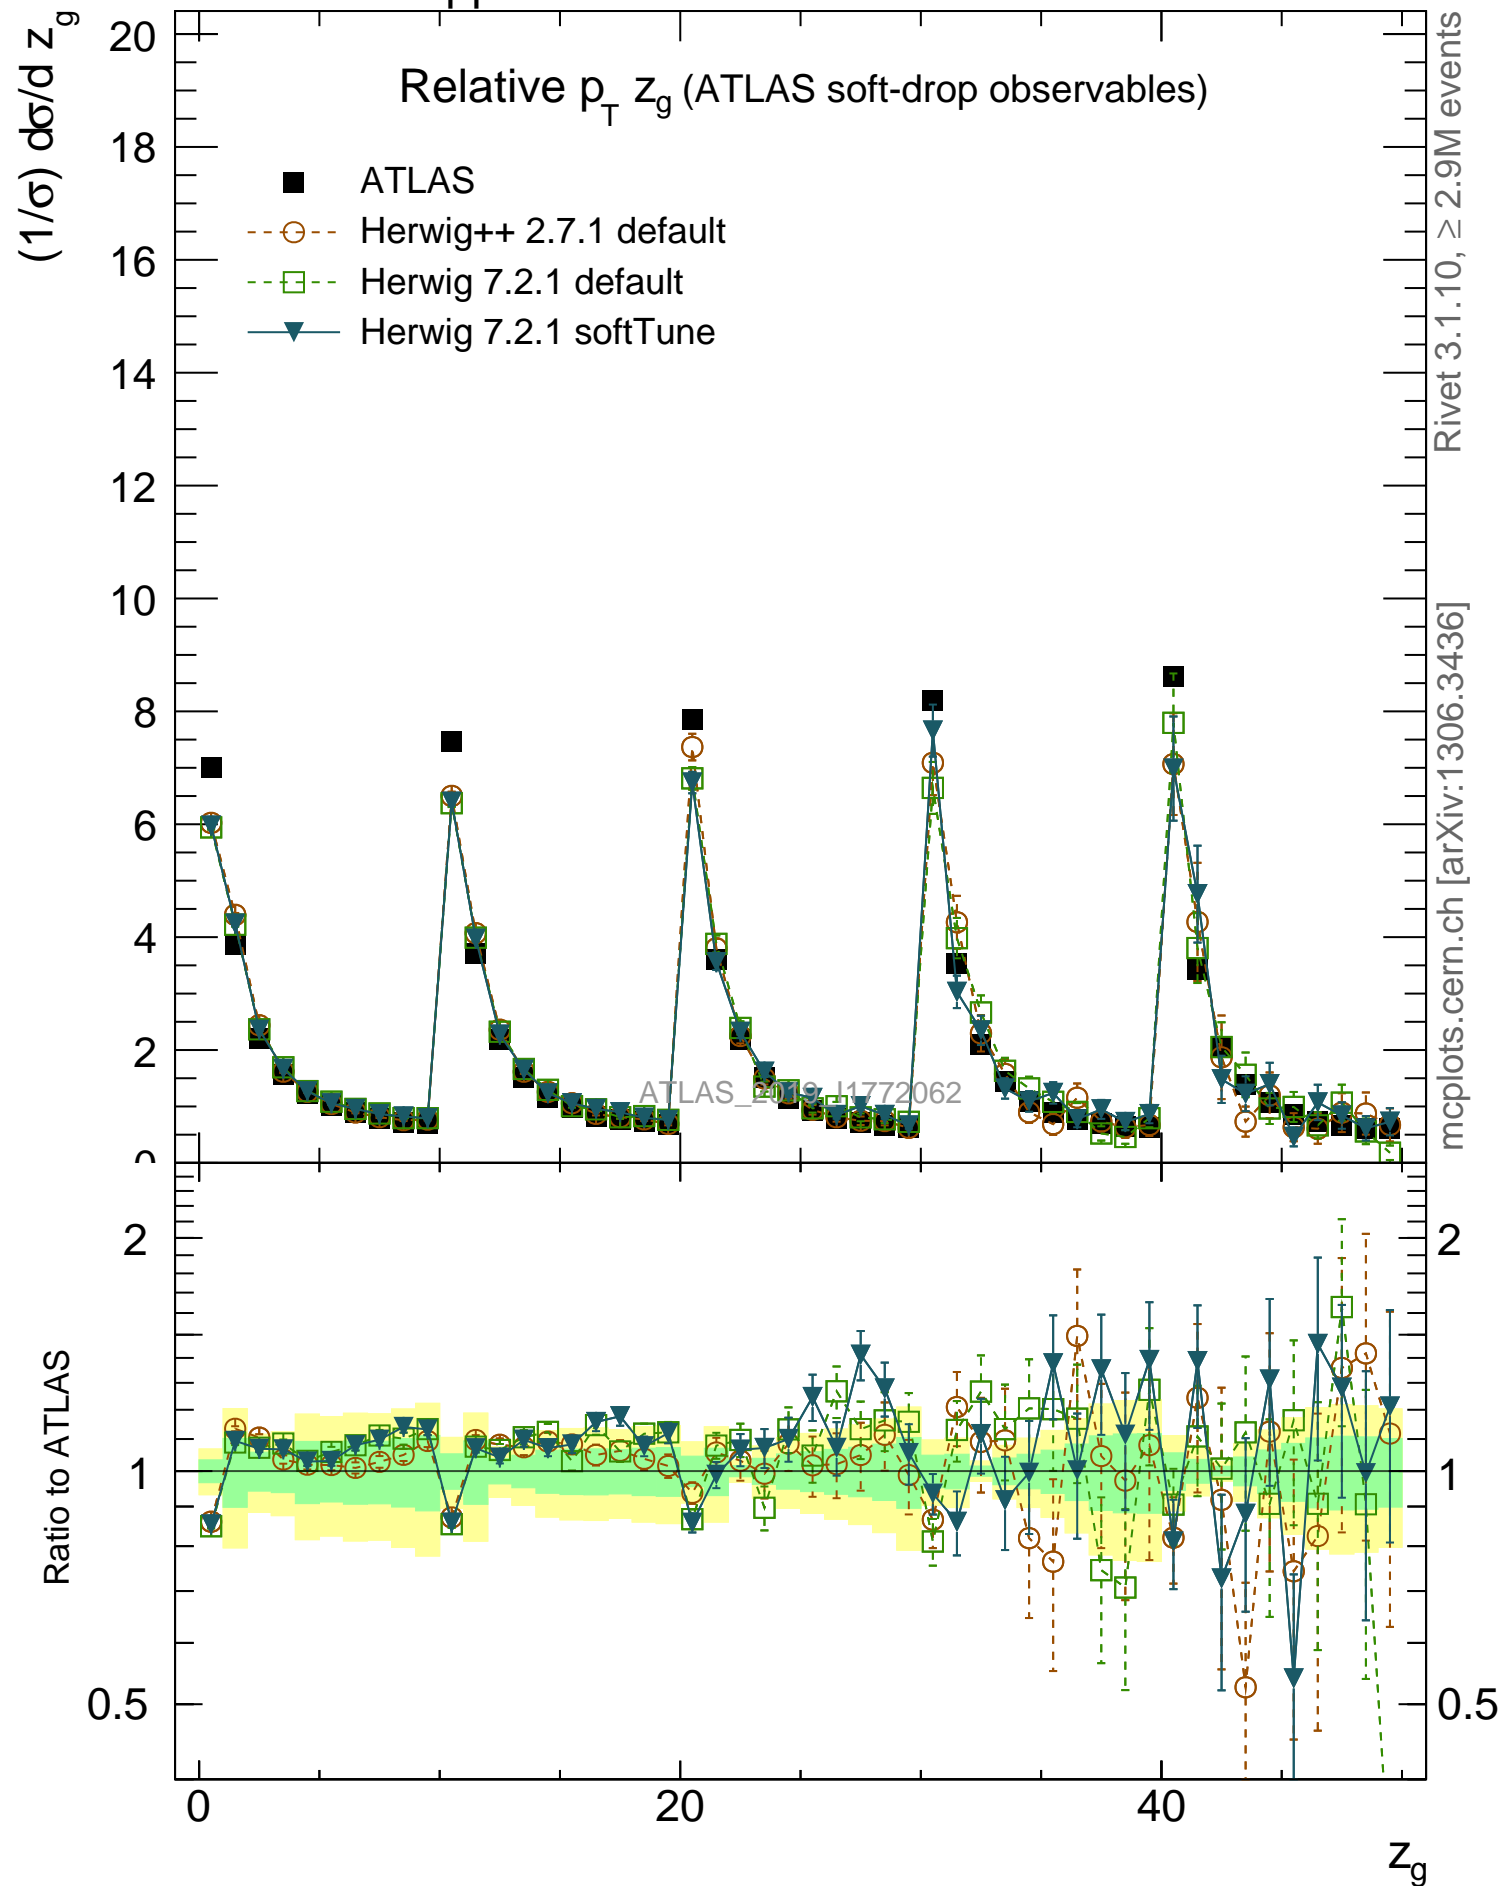 (1/σ) dσ/d z_g
Relative p_T z_g (ATLAS soft-drop observables)
ATLAS
Herwig++ 2.7.1 default
Herwig 7.2.1 default
Herwig 7.2.1 softTune
20
18
16
14
12
10
8
6
4
2
0
ATLAS_2019_I1772062
Rivet 3.1.10, ≥ 2.9M events
mcplots.cern.ch [arXiv:1306.3436]
Ratio to ATLAS
2
1
0.5
2
1
0.5
0
20
40
z_g